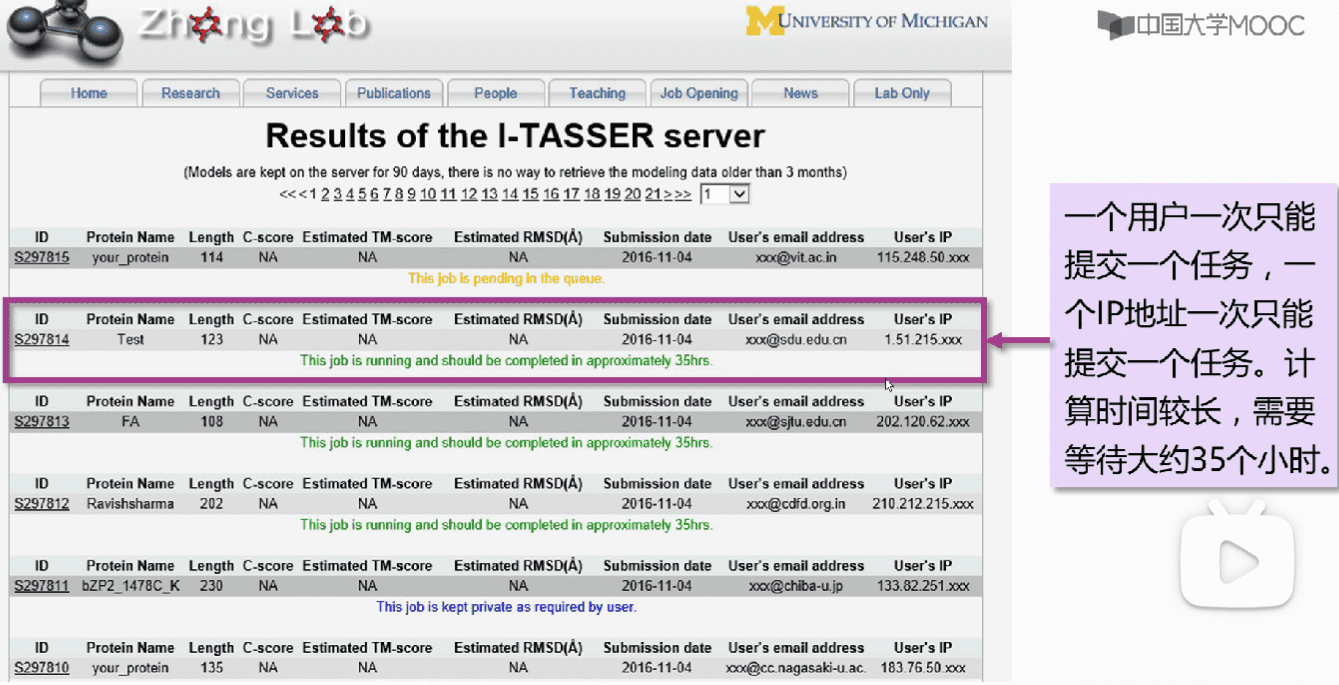 Zhang Lab
UNIVERSITY OF MICHIGAN
中国大学MOOC
Home Research Services Publications People Teaching Job Opening News Lab Only
Results of the I-TASSER server
(Models are kept on the server for 90 days, there is no way to retrieve the modeling data older than 3 months)
<<<1 2 3 4 5 6 7 8 9 10 11 12 13 14 15 16 17 18 19 20 21>>> 1
ID Protein Name Length C-score Estimated TM-score Estimated RMSD(Å) Submission date User's email address User's IP
S297815 your_protein 114 NA NA NA 2016-11-04 xxx@vit.ac.in 115.248.50.xxx
This job is pending in the queue.
ID Protein Name Length C-score Estimated TM-score Estimated RMSD(Å) Submission date User's email address User's IP
S297814 Test 123 NA NA NA 2016-11-04 xxx@sdu.edu.cn 1.51.215.xxx
This job is running and should be completed in approximately 35hrs.
ID Protein Name Length C-score Estimated TM-score Estimated RMSD(Å) Submission date User's email address User's IP
S297813 FA 108 NA NA NA 2016-11-04 xxx@sjtu.edu.cn 202.120.62.xxx
This job is running and should be completed in approximately 35hrs.
ID Protein Name Length C-score Estimated TM-score Estimated RMSD(Å) Submission date User's email address User's IP
S297812 Ravishsharma 202 NA NA NA 2016-11-04 xxx@cdfd.org.in 210.212.215.xxx
This job is running and should be completed in approximately 35hrs.
ID Protein Name Length C-score Estimated TM-score Estimated RMSD(Å) Submission date User's email address User's IP
S297811 bZP2_1478C_K 230 NA NA NA 2016-11-04 xxx@chiba-u.jp 133.82.251.xxx
This job is kept private as required by user.
ID Protein Name Length C-score Estimated TM-score Estimated RMSD(Å) Submission date User's email address User's IP
S297810 your_protein 135 NA NA NA 2016-11-04 xxx@cc.nagasaki-u.ac. 183.76.50.xxx
一个用户一次只能
提交一个任务，一
个IP地址一次只能
提交一个任务。计
算时间较长，需要
等待大约35个小时。